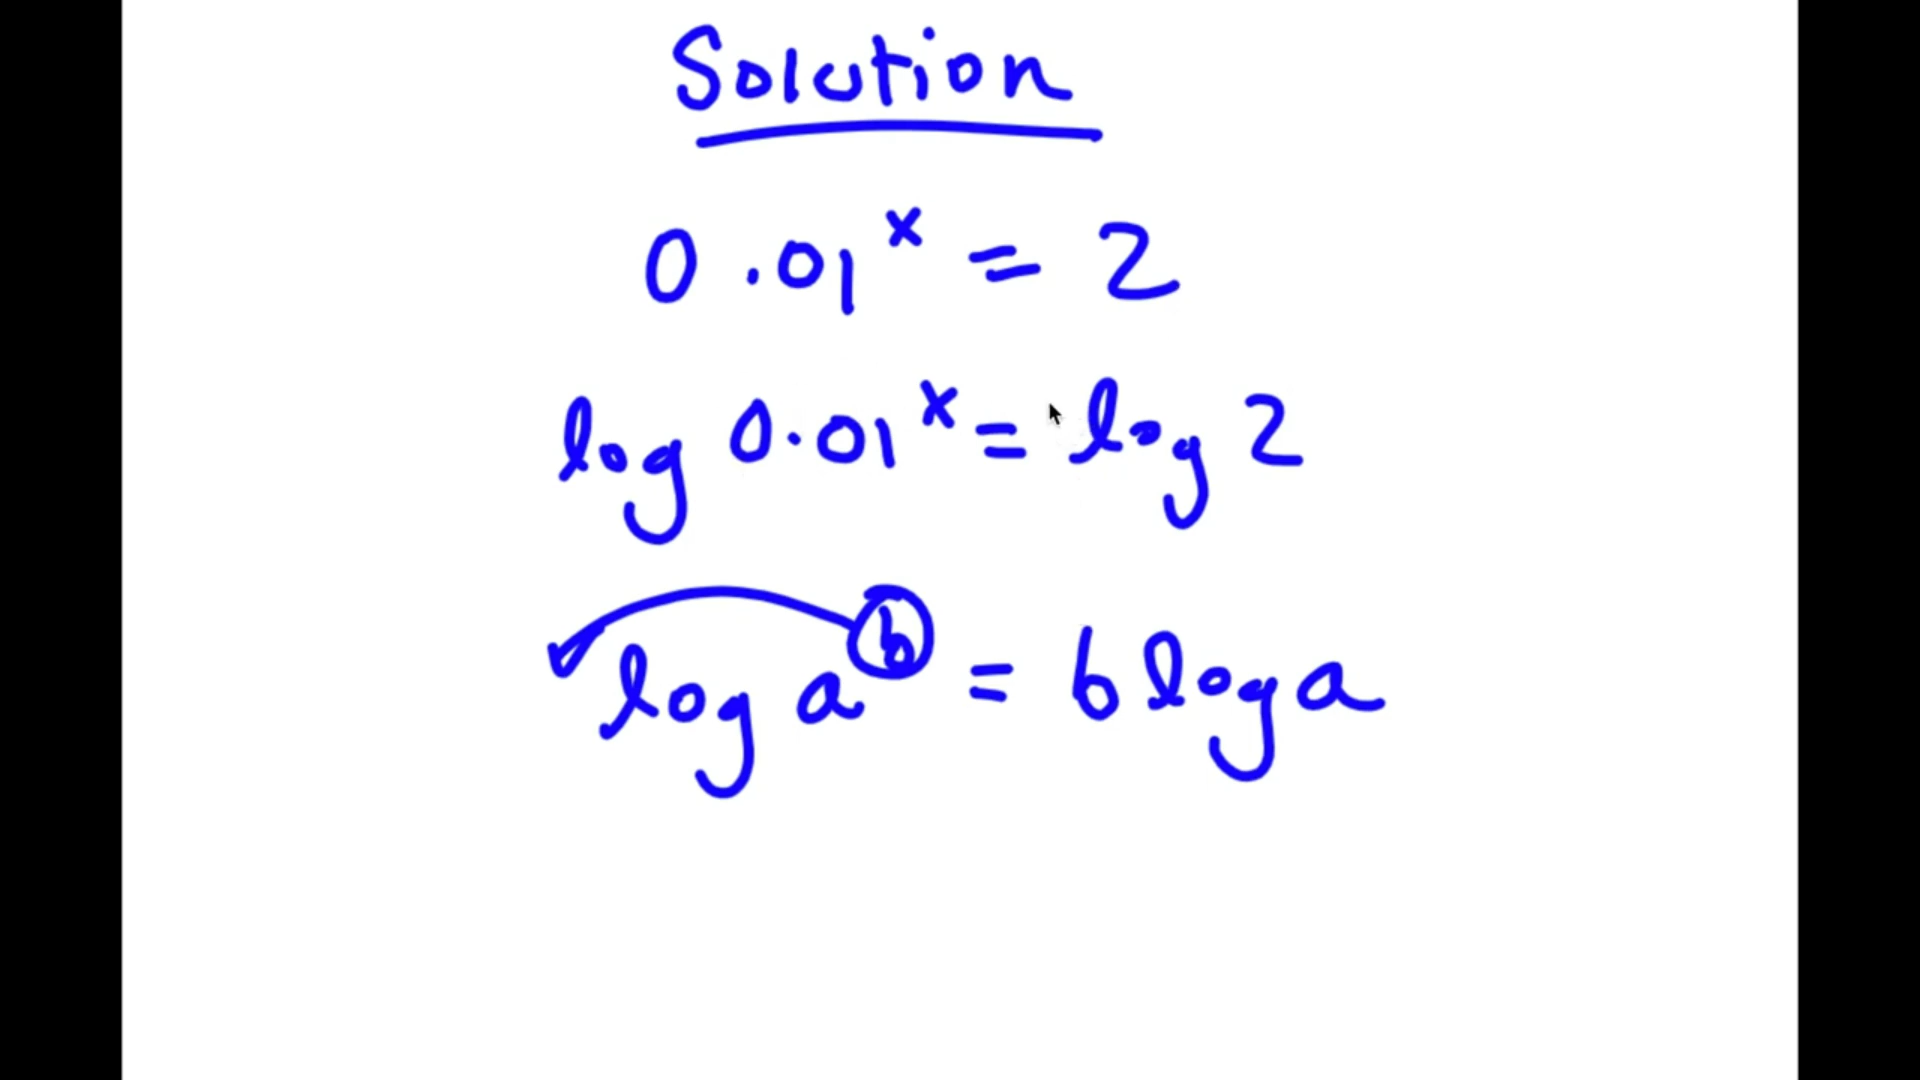 Solution
0.01^x = 2
log 0.01^x = log 2
log a^b = b log a